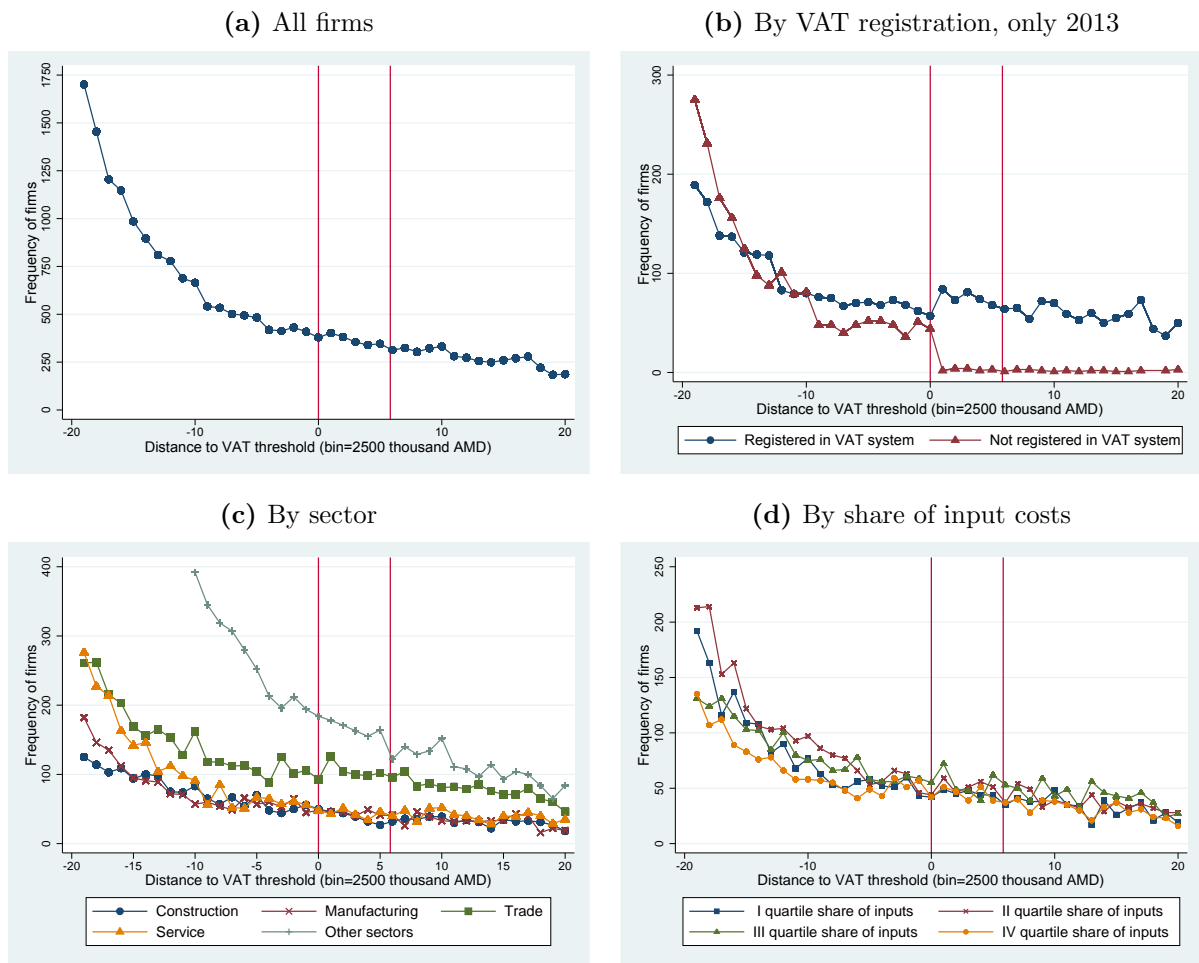 (a) All firms
(b) By VAT registration, only 2013
Frequency of firms
0 250 500 750 1000 1250 1500 1750
-20 -10 0 10 20
Distance to VAT threshold (bin=2500 thousand AMD)
Frequency of firms
0 100 200 300
-20 -10 0 10 20
Distance to VAT threshold (bin=2500 thousand AMD)
Registered in VAT system Not registered in VAT system
(c) By sector
(d) By share of input costs
Frequency of firms
0 100 200 300 400
-20 -15 -10 -5 0 5 10 15 20
Distance to VAT threshold (bin=2500 thousand AMD)
Construction Manufacturing Trade
Service Other sectors
Frequency of firms
0 50 100 150 200 250
-20 -10 0 10 20
Distance to VAT threshold (bin=2500 thousand AMD)
I quartile share of inputs II quartile share of inputs
III quartile share of inputs IV quartile share of inputs